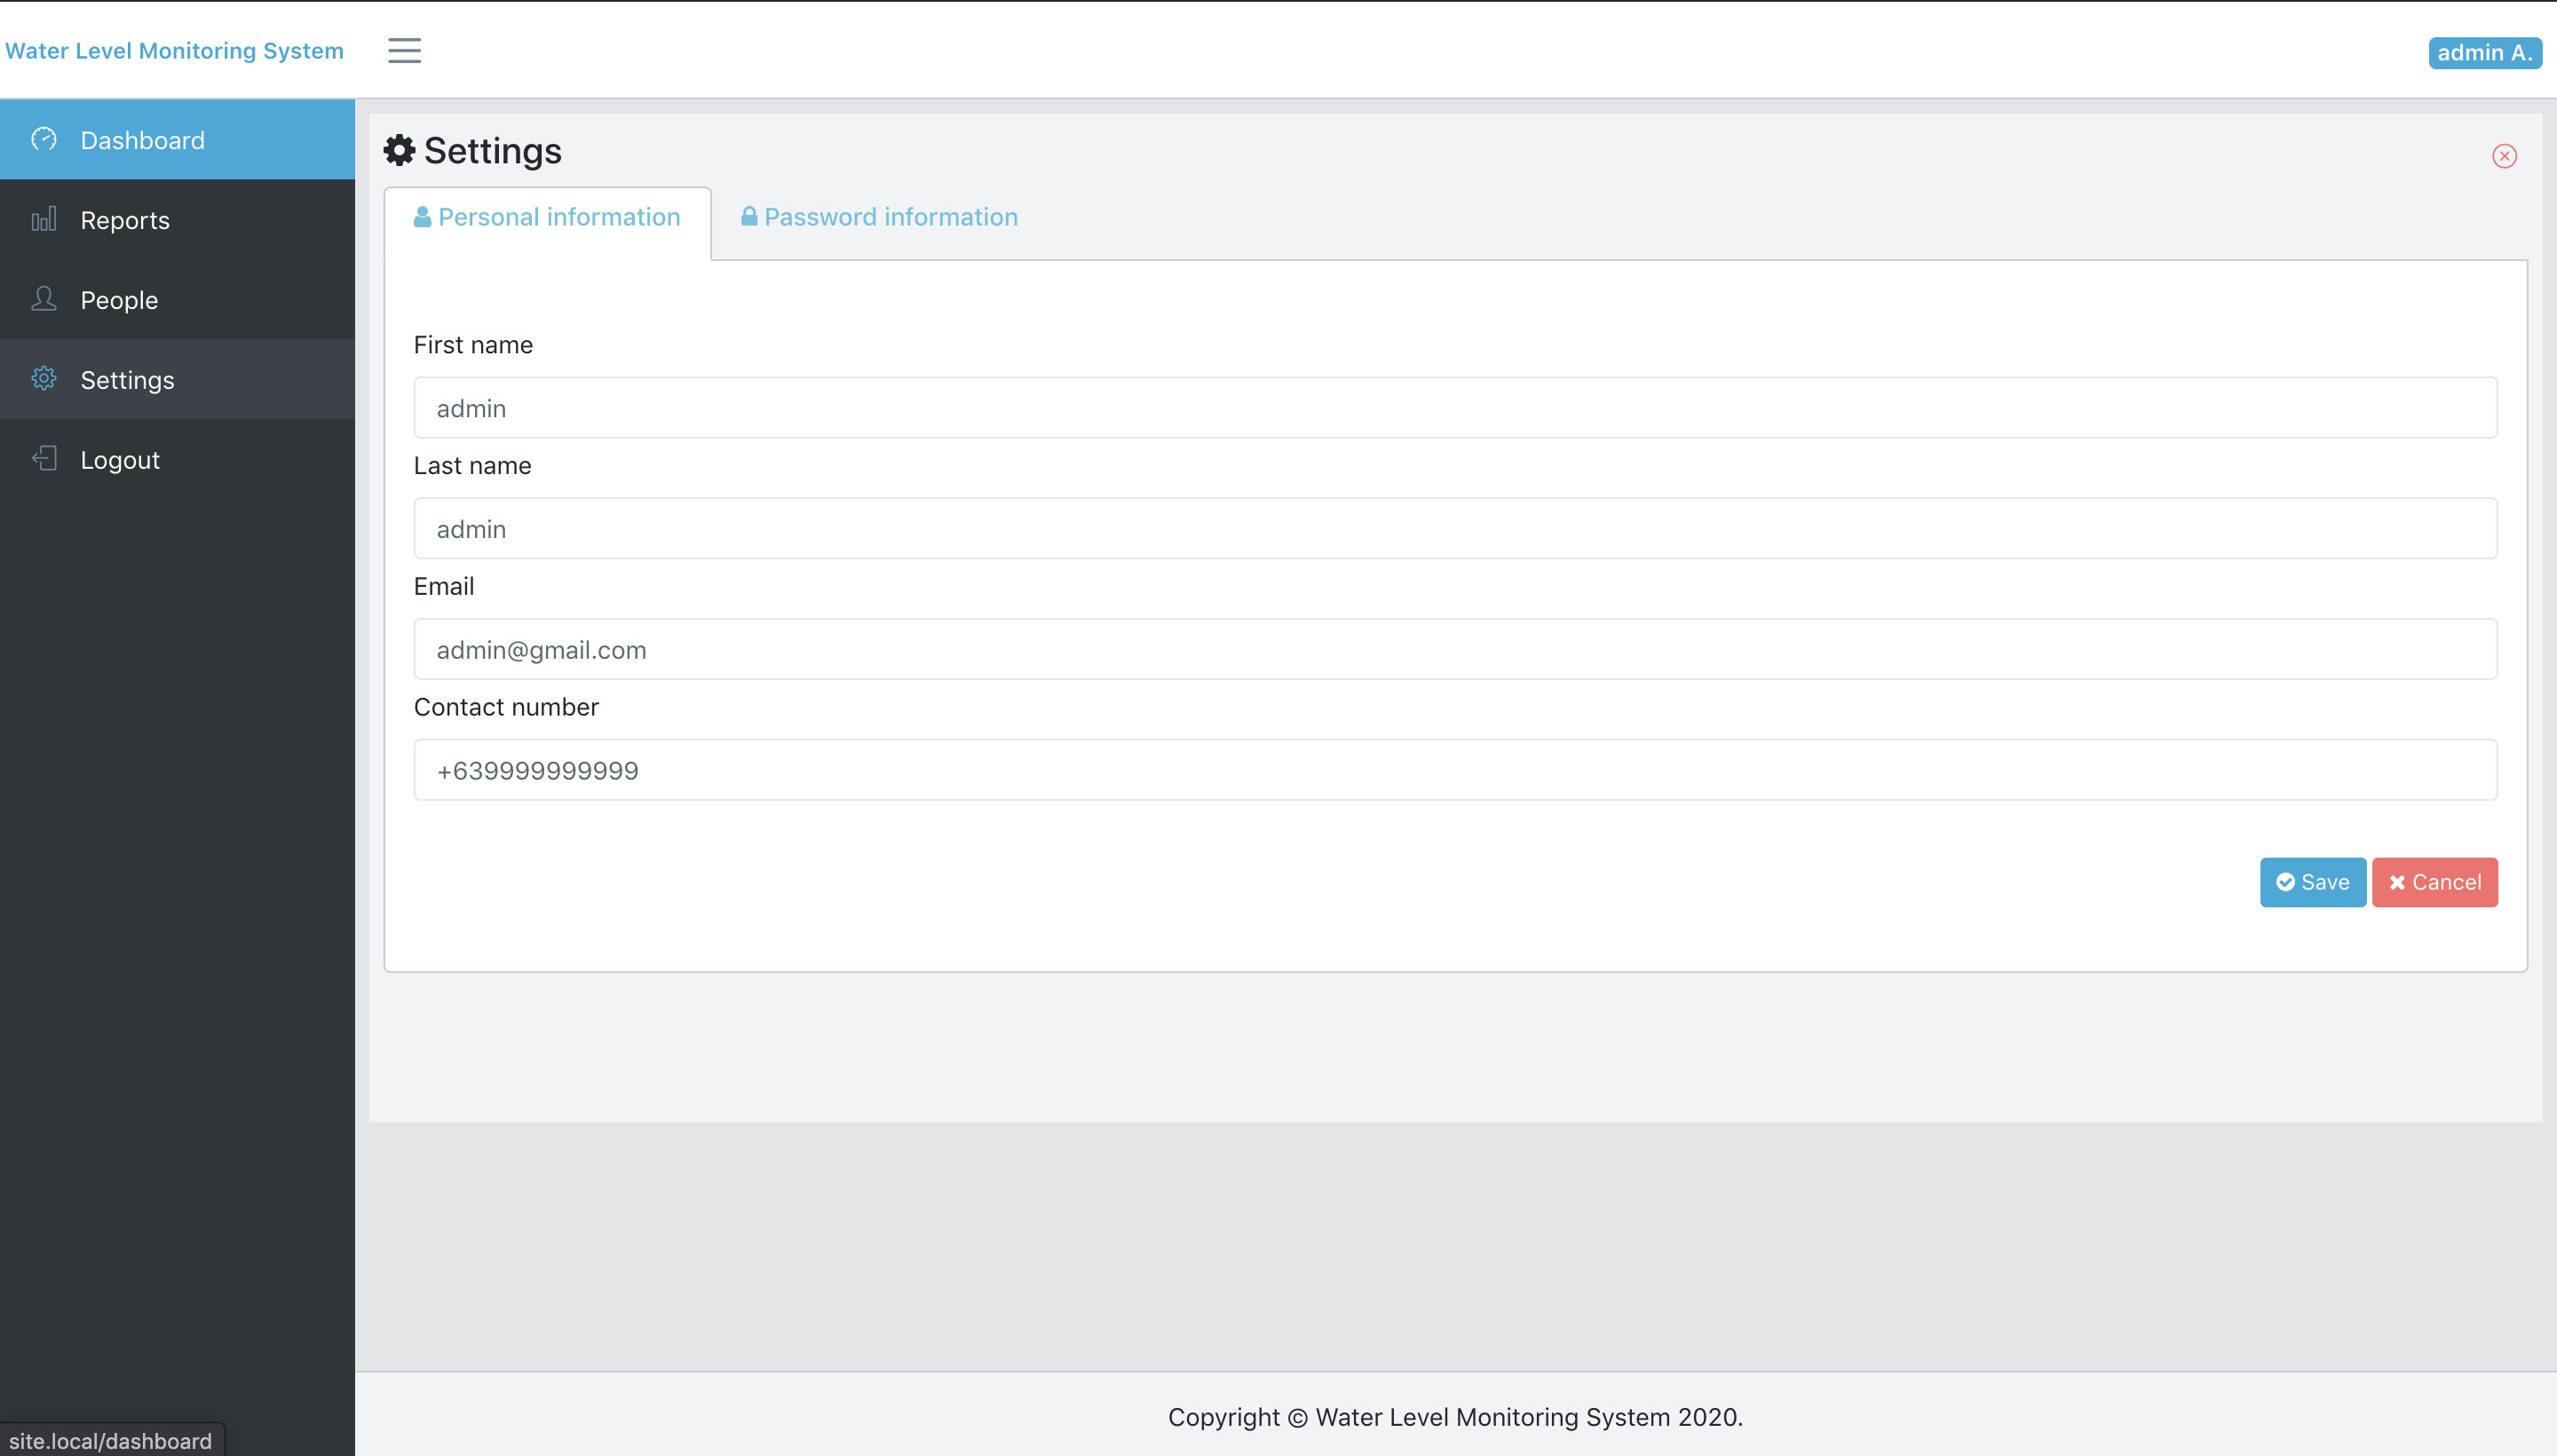 Water Level Monitoring System
admin A.
Dashboard
Reports
People
Settings
Logout
Settings
Personal information
Password information
First name
admin
Last name
admin
Email
admin@gmail.com
Contact number
+639999999999
Save
Cancel
Copyright © Water Level Monitoring System 2020.
site.local/dashboard